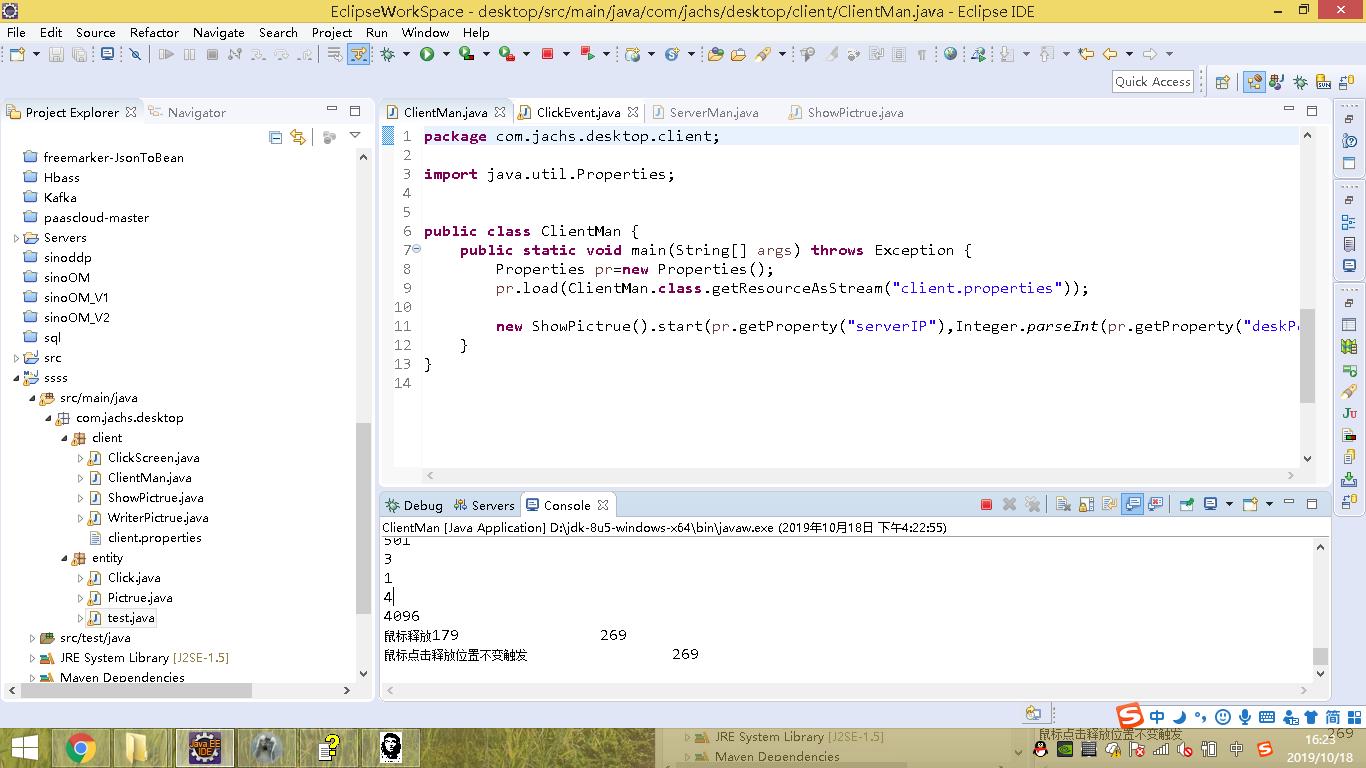 EclipseWorkSpace - desktop/src/main/java/com/jachs/desktop/client/ClientMan.java - Eclipse IDE
File Edit Source Refactor Navigate Search Project Run Window Help
Quick Access
Project Explorer Navigator
freemarker-JsonToBean
Hbass
Kafka
paascloud-master
Servers
sinoddp
sinoOM
sinoOM_V1
sinoOM_V2
sql
src
ssss
src/main/java
com.jachs.desktop
client
ClickScreen.java
ClientMan.java
ShowPictrue.java
WriterPictrue.java
client.properties
entity
Click.java
Pictrue.java
test.java
src/test/java
JRE System Library [J2SE-1.5]
Maven Dependencies
ClientMan.java ClickEvent.java ServerMan.java ShowPictrue.java
1 package com.jachs.desktop.client;
2
3 import java.util.Properties;
4
5
6 public class ClientMan {
7 public static void main(String[] args) throws Exception {
8 Properties pr=new Properties();
9 pr.load(ClientMan.class.getResourceAsStream("client.properties"));
10
11 new ShowPictrue().start(pr.getProperty("serverIP"),Integer.parseInt(pr.getProperty("deskPo
12 }
13 }
14
Debug Servers Console
ClientMan [Java Application] D:\jdk-8u5-windows-x64\bin\javaw.exe (2019年10月18日 下午4:22:55)
501
3
1
4
4096
鼠标释放179 269
鼠标点击释放位置不变触发 269
中 简
JRE System Library [J2SE-1.5]
Maven Dependencies
鼠标点击释放位置不变触发 269
Java EE
IDE
中
16:23
2019/10/18